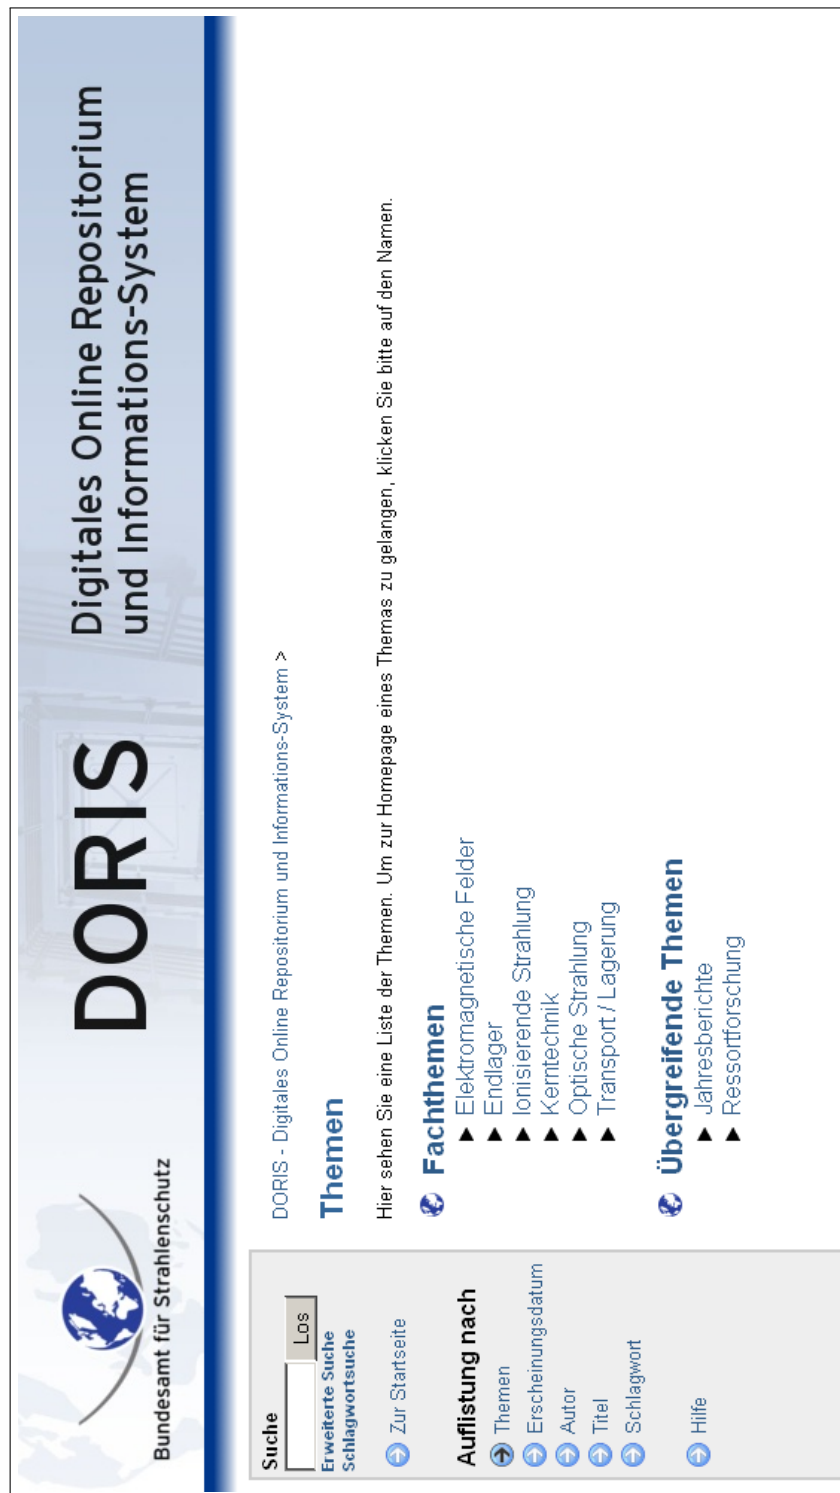 Bundesamt für Strahlenschutz
DORIS
Digitales Online Repositorium
und Informations-System
Suche
Los
Erweiterte Suche
Schlagwortsuche
Zur Startseite
Auflistung nach
Themen
Erscheinungsdatum
Autor
Titel
Schlagwort
Hilfe
DORIS - Digitales Online Repositorium und Informations-System >
Themen
Hier sehen Sie eine Liste der Themen. Um zur Homepage eines Themas zu gelangen, klicken Sie bitte auf den Namen.
Fachthemen
Elektromagnetische Felder
Endlager
Ionisierende Strahlung
Kerntechnik
Optische Strahlung
Transport / Lagerung
Übergreifende Themen
Jahresberichte
Ressortforschung